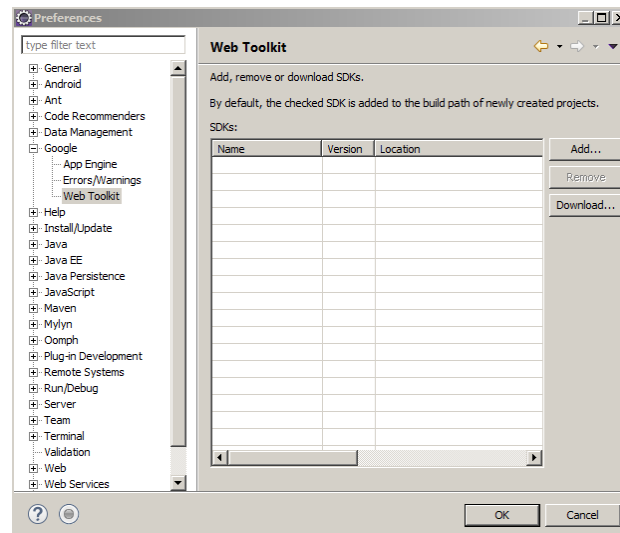 Preferences
type filter text
Web Toolkit
General
Android
Ant
Code Recommenders
Data Management
Google
App Engine
Errors/Warnings
Web Toolkit
Help
Install/Update
Java
Java EE
Java Persistence
JavaScript
Maven
Mylyn
Oomph
Plug-in Development
Remote Systems
Run/Debug
Server
Team
Terminal
Validation
Web
Web Services
Add, remove or download SDKs.
By default, the checked SDK is added to the build path of newly created projects.
SDKs:
Name Version Location
Add...
Remove
Download...
OK Cancel